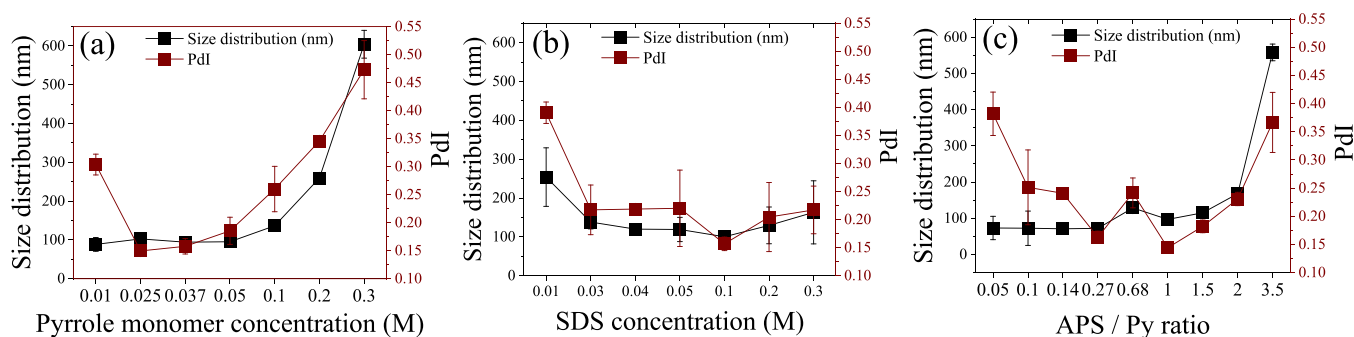 (a)
Size distribution (nm)
PdI
Size distribution (nm)
600
500
400
300
200
100
0
0.55
0.50
0.45
0.40
0.35
0.30
0.25
0.20
0.15
0.10
PdI
0.01 0.025 0.037 0.05 0.1 0.2 0.3
Pyrrole monomer concentration (M)
(b)
Size distribution (nm)
PdI
Size distribution (nm)
600
500
400
300
200
100
0
0.55
0.50
0.45
0.40
0.35
0.30
0.25
0.20
0.15
0.10
PdI
0.01 0.03 0.04 0.05 0.1 0.2 0.3
SDS concentration (M)
(c)
Size distribution (nm)
PdI
Size distribution (nm)
600
500
400
300
200
100
0
0.55
0.50
0.45
0.40
0.35
0.30
0.25
0.20
0.15
0.10
PdI
0.05 0.1 0.14 0.27 0.68 1 1.5 2 3.5
APS / Py ratio